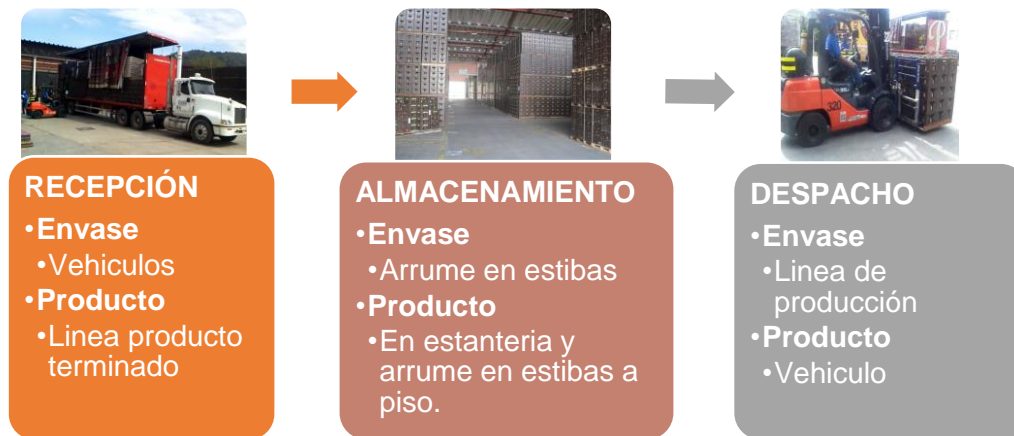 RECEPCIÓN
•Envase
•Vehiculos
•Producto
•Linea producto
terminado
ALMACENAMIENTO
•Envase
•Arrume en estibas
•Producto
•En estanteria y
arrume en estibas a
piso.
320
DESPACHO
•Envase
•Linea de
producción
•Producto
•Vehiculo